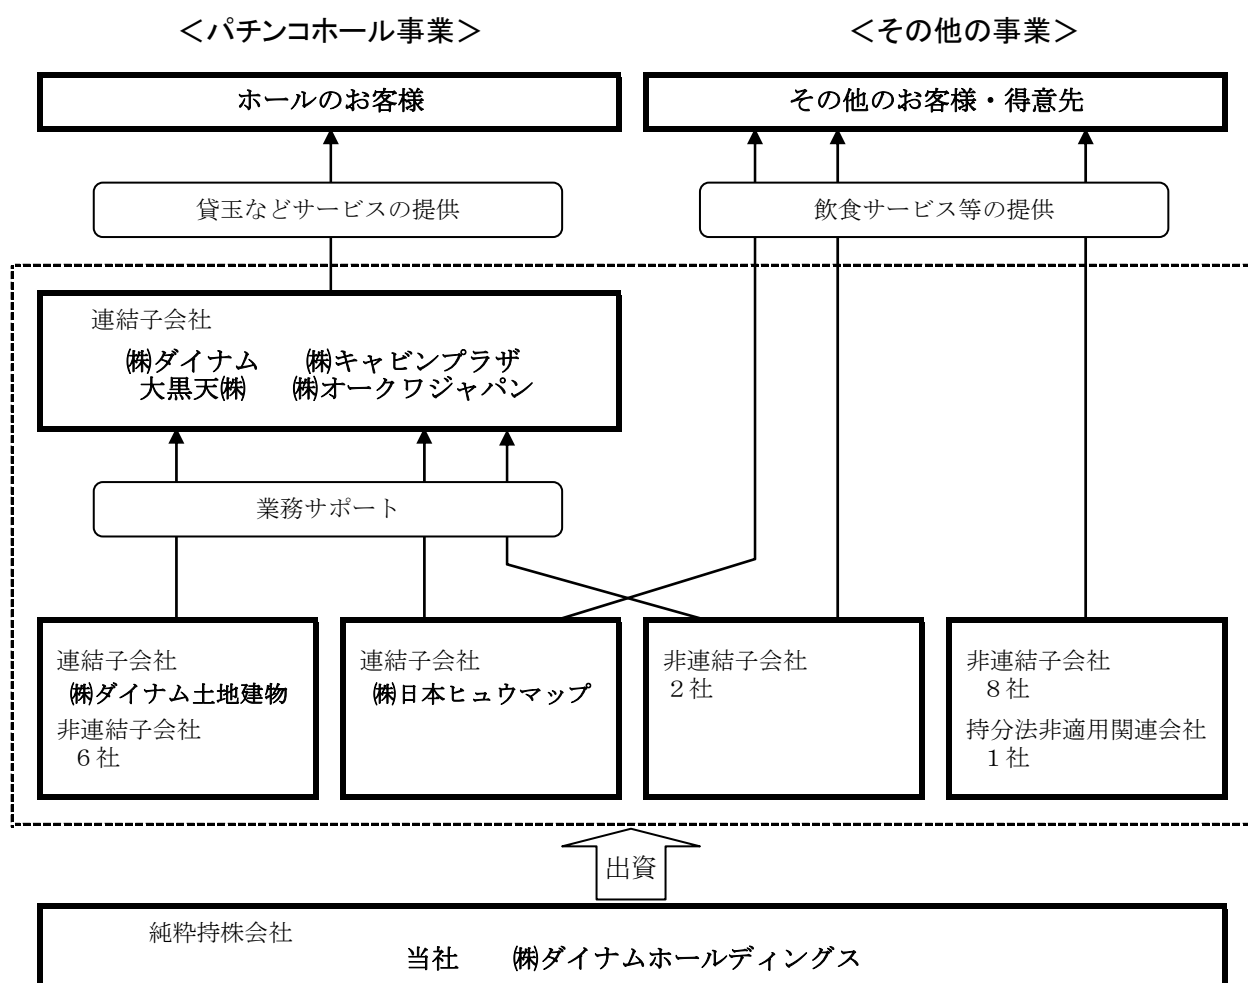 ＜パチンコホール事業＞
＜その他の事業＞
ホールのお客様
その他のお客様・得意先
貸玉などサービスの提供
飲食サービス等の提供
連結子会社
㈱ダイナム　㈱キャビンプラザ
大黒天㈱　㈱オークワジャパン
業務サポート
連結子会社
㈱ダイナム土地建物
非連結子会社
６社
連結子会社
㈱日本ヒュウマップ
非連結子会社
２社
非連結子会社
８社
持分法非適用関連会社
１社
出資
純粋持株会社
当社　㈱ダイナムホールディングス